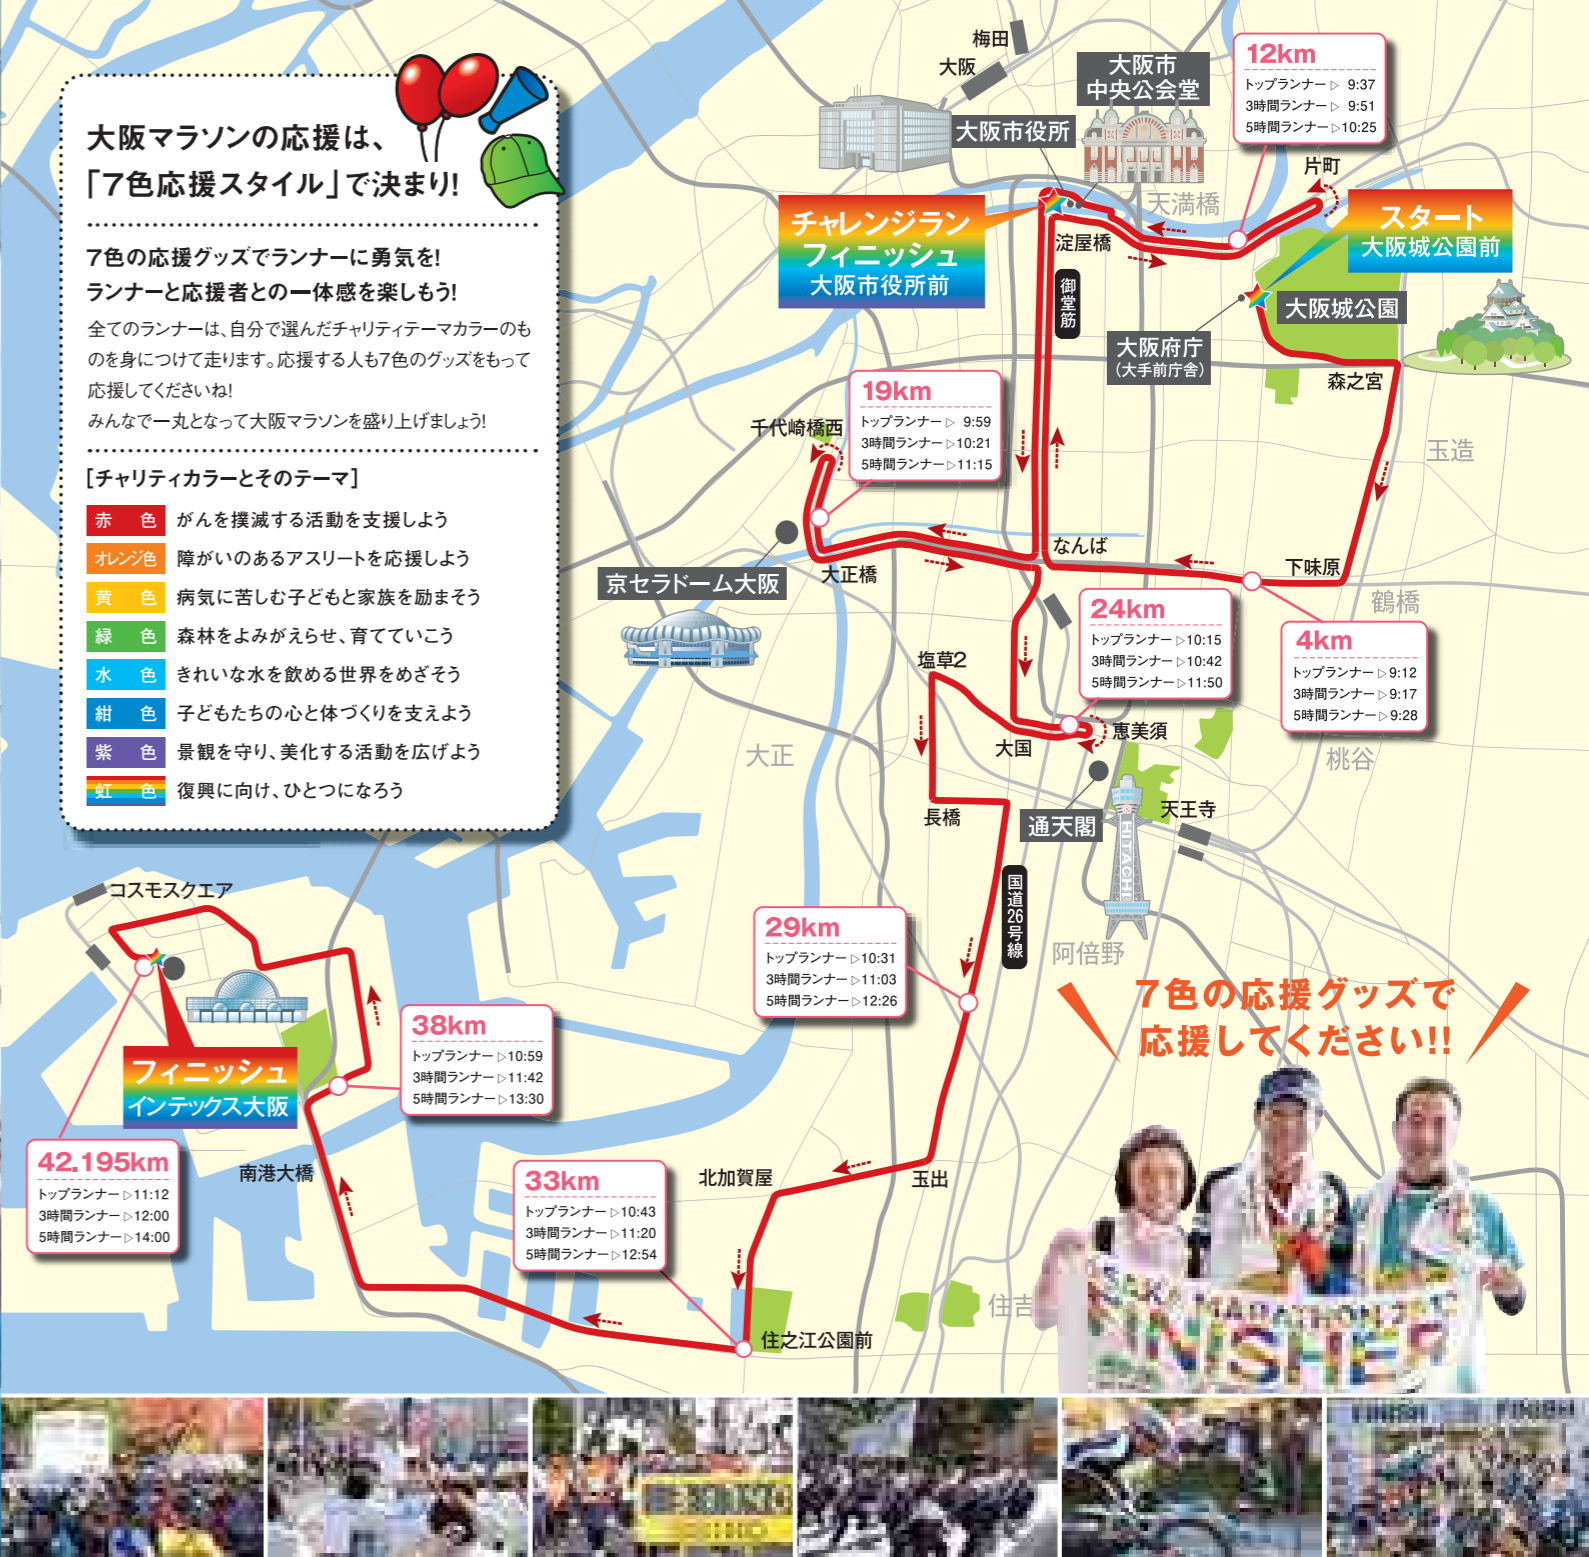 大阪マラソンの応援は、
「7色応援スタイル」で決まり!
7色の応援グッズでランナーに勇気を!
ランナーと応援者との一体感を楽しもう!
全てのランナーは、自分で選んだチャリティテーマカラーのも
のを身につけて走ります。応援する人も7色のグッズをもって
応援してくださいね!
みんなで一丸となって大阪マラソンを盛り上げましょう!
[チャリティカラーとそのテーマ]
赤色 がんを撲滅する活動を支援しよう
オレンジ色 障がいのあるアスリートを応援しよう
黄色 病気に苦しむ子どもと家族を励まそう
緑色 森林をよみがえらせ、育てていこう
水色 きれいな水を飲める世界をめざそう
紺色 子どもたちの心と体づくりを支えよう
紫色 景観を守り、美化する活動を広げよう
虹色 復興に向け、ひとつになろう
梅田
大阪
大阪市
中央公会堂
大阪市役所
12km
トップランナー▷ 9:37
3時間ランナー▷ 9:51
5時間ランナー▷10:25
片町
天満橋
チャレンジラン
フィニッシュ
大阪市役所前
淀屋橋
スタート
大阪城公園前
御堂筋
大阪城公園
大阪府庁
(大手前庁舎)
森之宮
玉造
19km
トップランナー▷ 9:59
3時間ランナー▷10:21
5時間ランナー▷11:15
千代崎橋西
なんば
大正橋
下味原
鶴橋
京セラドーム大阪
24km
トップランナー▷10:15
3時間ランナー▷10:42
5時間ランナー▷11:50
4km
トップランナー▷9:12
3時間ランナー▷9:17
5時間ランナー▷9:28
塩草2
大正
大国
恵美須
桃谷
長橋
通天閣
天王寺
HITACHI
国道26号線
阿倍野
コスモスクエア
29km
トップランナー▷10:31
3時間ランナー▷11:03
5時間ランナー▷12:26
38km
トップランナー▷10:59
3時間ランナー▷11:42
5時間ランナー▷13:30
フィニッシュ
インテックス大阪
42.195km
トップランナー▷11:12
3時間ランナー▷12:00
5時間ランナー▷14:00
南港大橋
33km
トップランナー▷10:43
3時間ランナー▷11:20
5時間ランナー▷12:54
北加賀屋
玉出
住之江公園前
住吉
7色の応援グッズで
応援してください!!